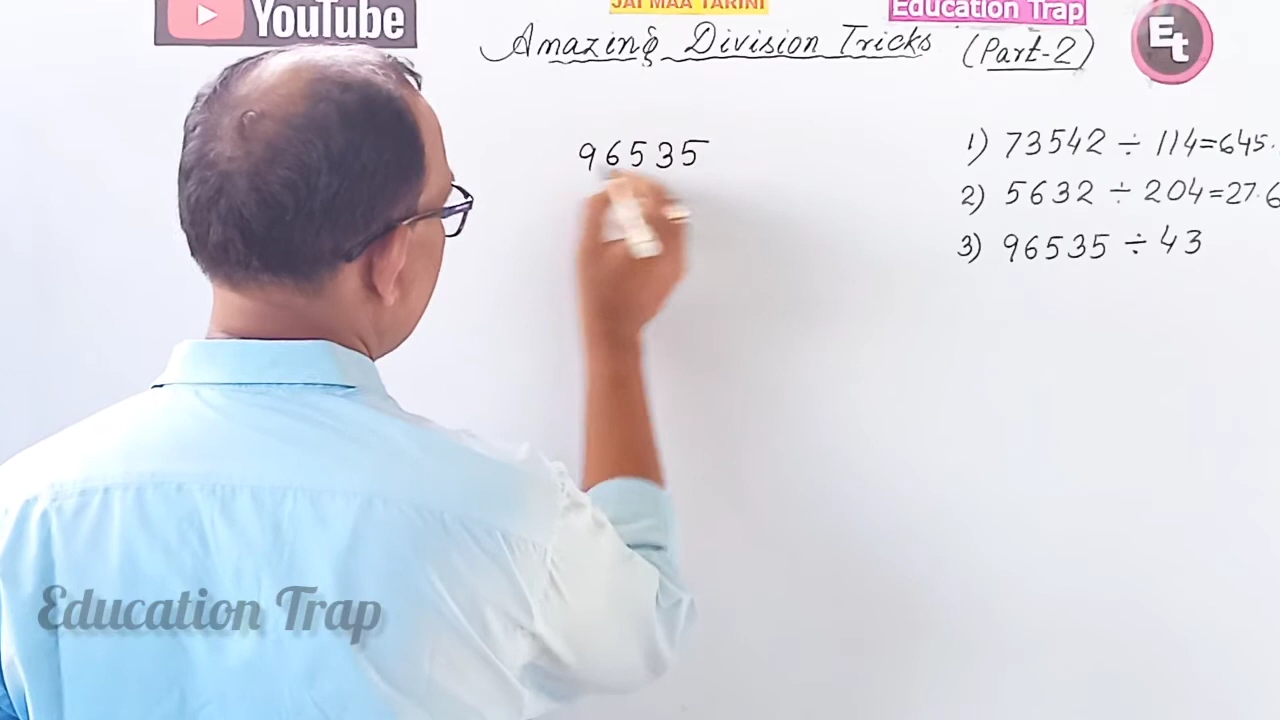 YouTube
JAI MAA TARINI
Education Trap
Et
Amazing Division Tricks (Part-2)
96535
1) 73542 ÷ 114=645.
2) 5632 ÷ 204=27.6
3) 96535 ÷ 43
Education Trap